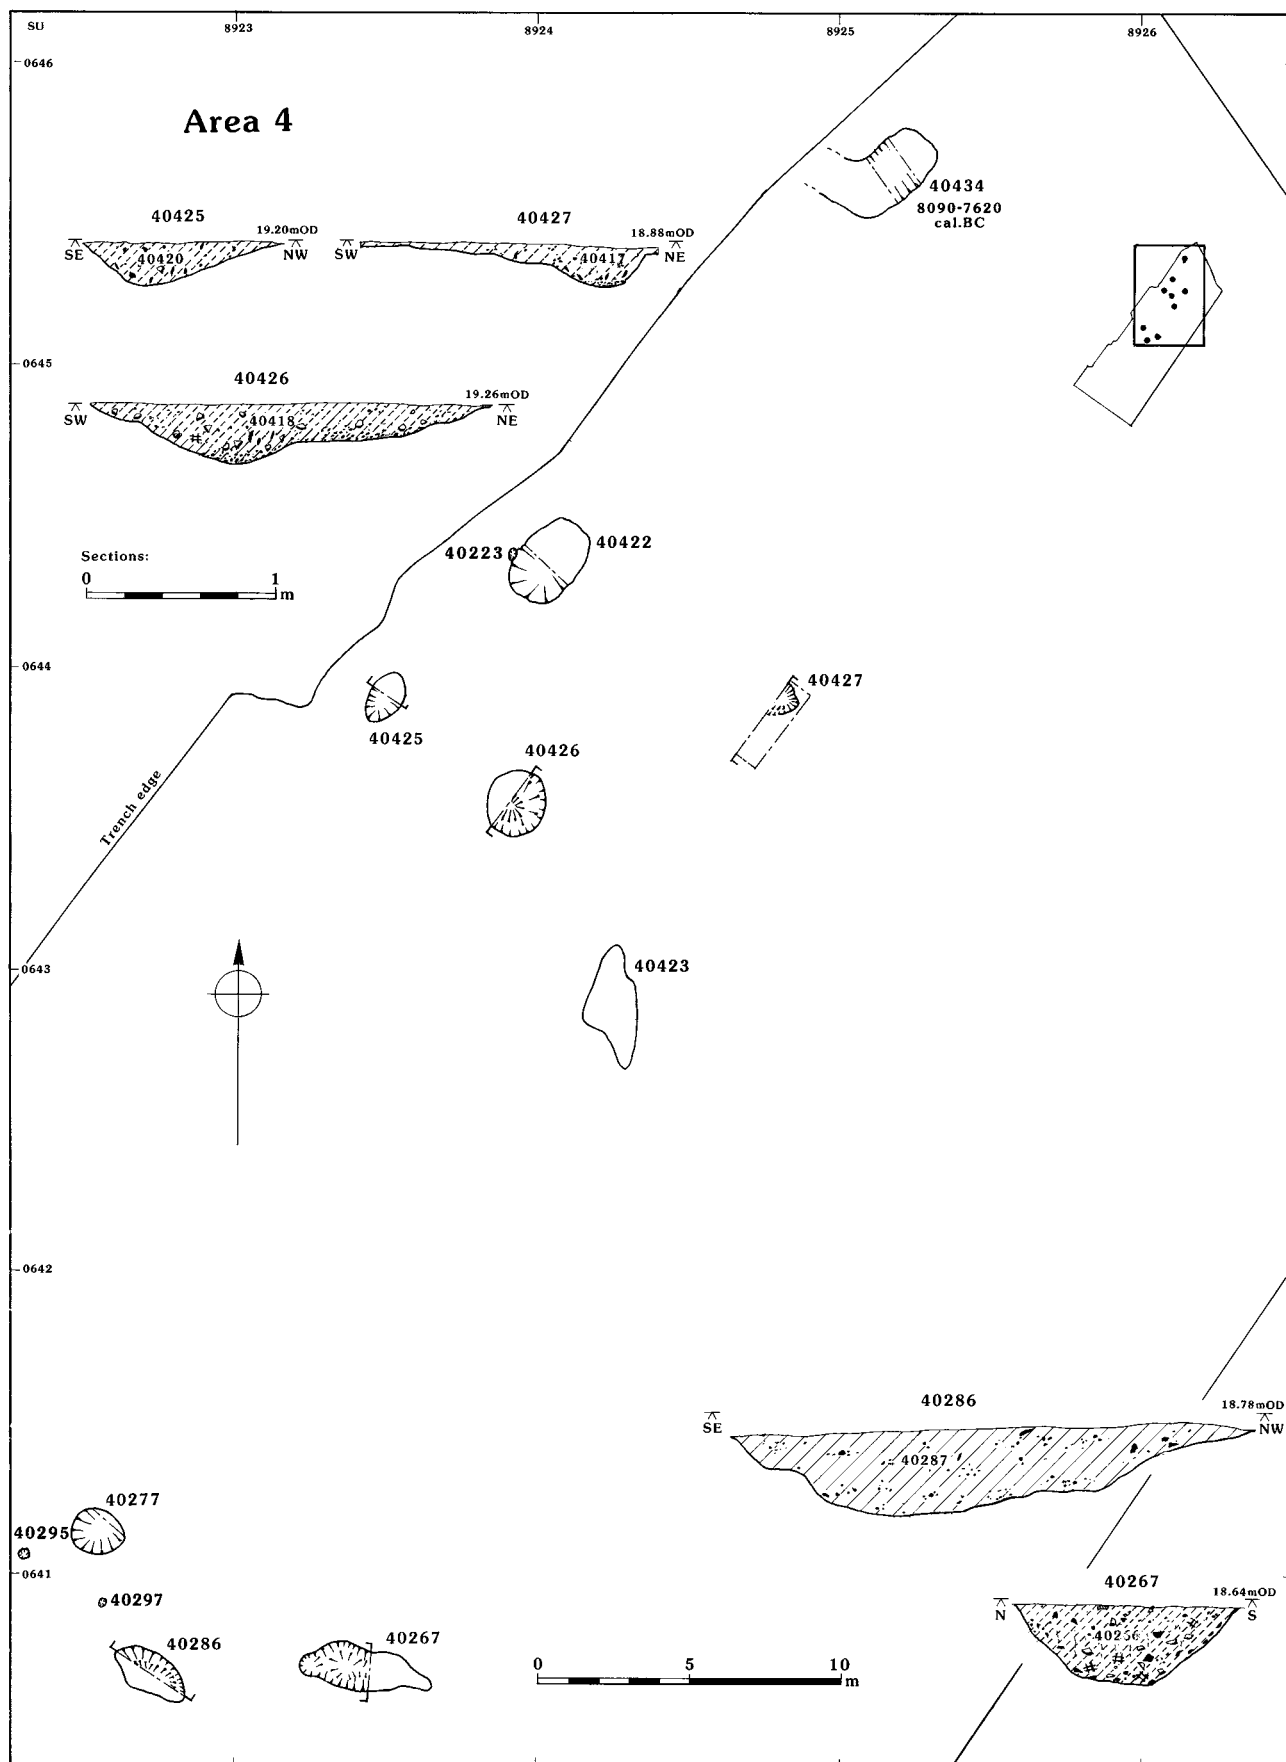 SU
8923
8924
8925
8926
0646
Area 4
40434
8090-7620
cal.BC
40425
19.20mOD
SE
NW
40420
40427
18.88mOD
SW
NE
40417
0645
40426
19.26mOD
SW
NE
40418
40223
40422
Sections:
0 1
m
0644
40427
40425
40426
Trench edge
0643
40423
0642
40286
18.78mOD
SE
NW
40287
40277
40295
0641
40297
40267
18.64mOD
N
S
40256
40286
40267
0 5 10
m